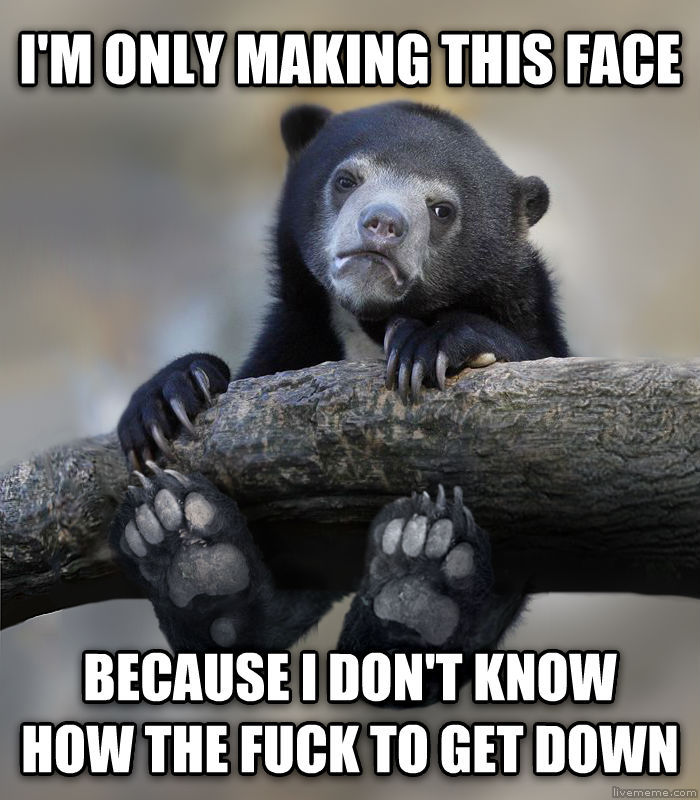 I'M ONLY MAKING THIS FACE
BECAUSE I DON'T KNOW
HOW THE FUCK TO GET DOWN
livememe.com